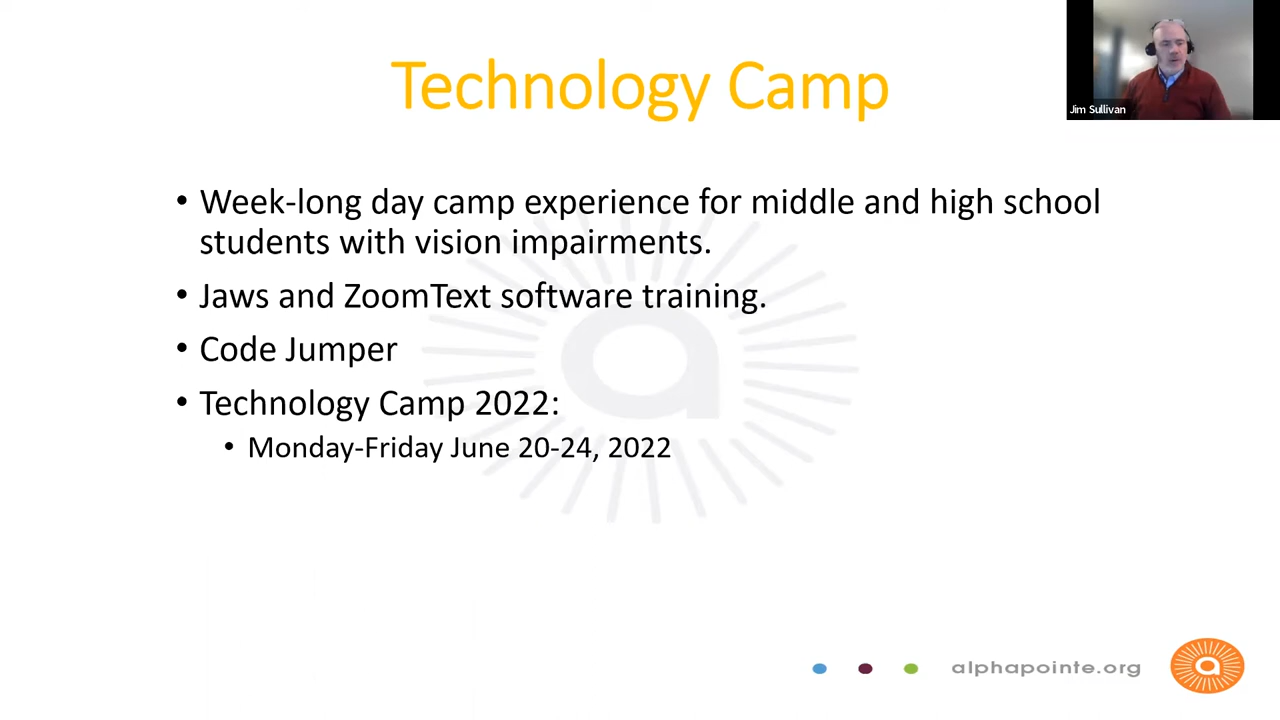 Technology Camp
Jim Sullivan
• Week-long day camp experience for middle and high school
students with vision impairments.
• Jaws and ZoomText software training.
• Code Jumper
• Technology Camp 2022:
• Monday-Friday June 20-24, 2022
alphapointe.org
a